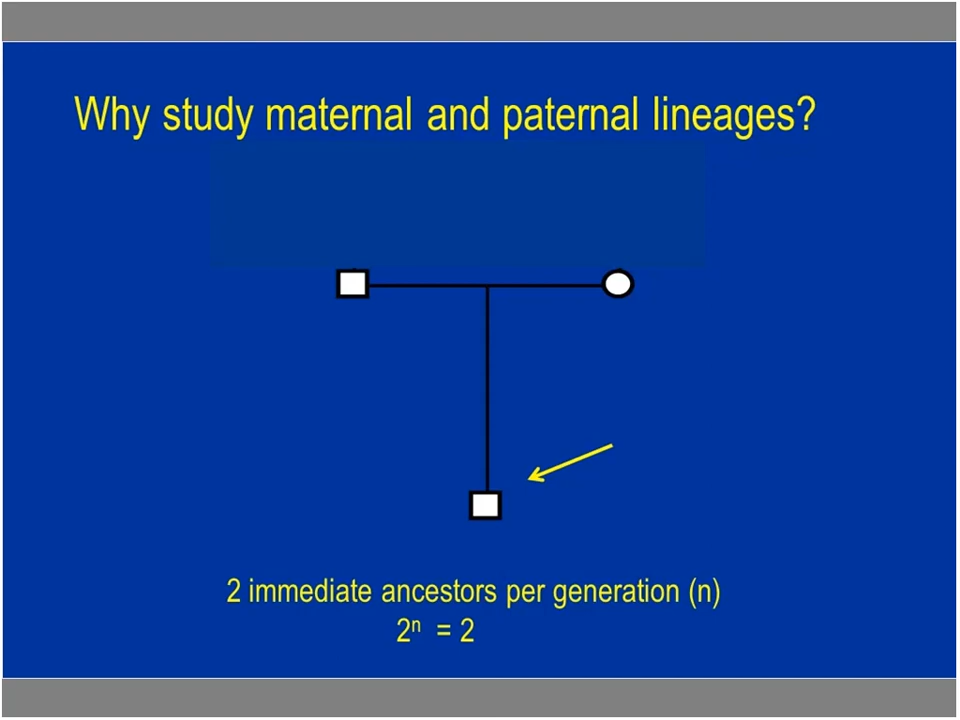 Why study maternal and paternal lineages?
2 immediate ancestors per generation (n)
2ⁿ = 2